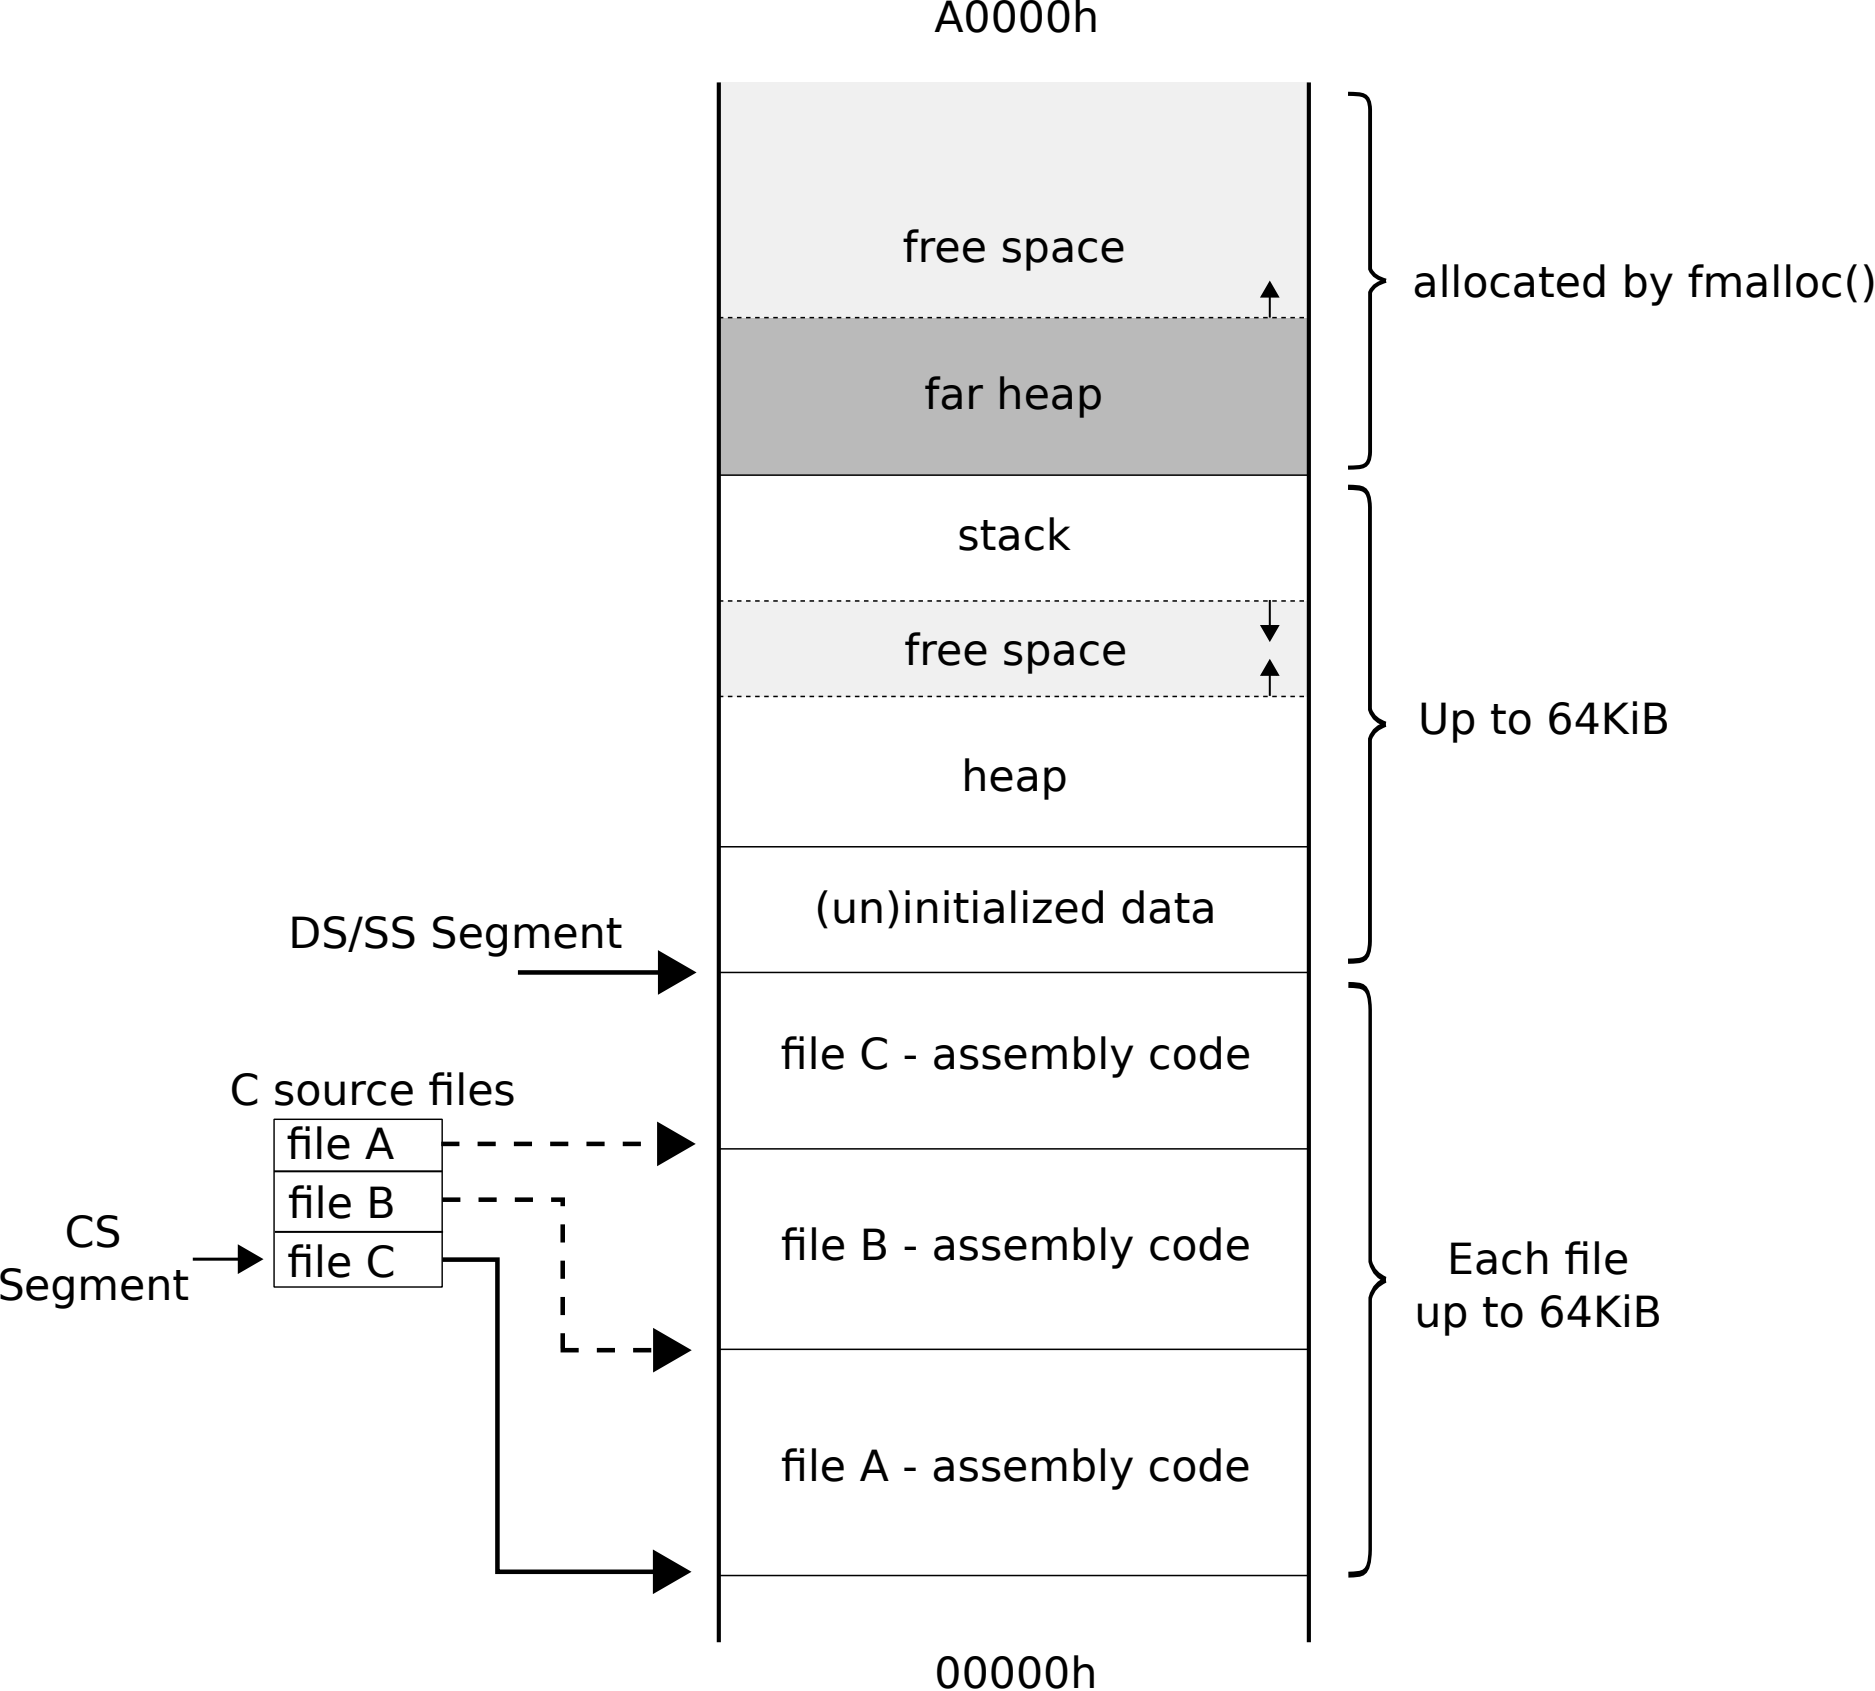 A0000h
free space
allocated by fmalloc()
far heap
stack
free space
Up to 64KiB
heap
(un)initialized data
DS/SS Segment
file C - assembly code
C source files
file A
file B
file C
CS
Segment
file B - assembly code
Each file
up to 64KiB
file A - assembly code
00000h